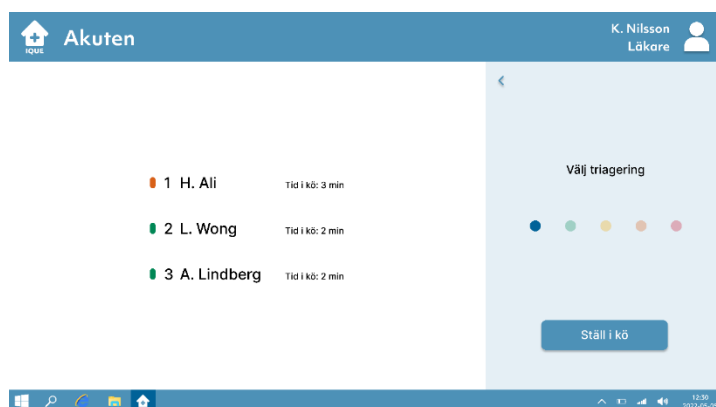 IQUE
Akuten
K. Nilsson
Läkare
Välj triagering
1 H. Ali Tid i kö: 3 min
2 L. Wong Tid i kö: 2 min
3 A. Lindberg Tid i kö: 2 min
Ställ i kö
12:30